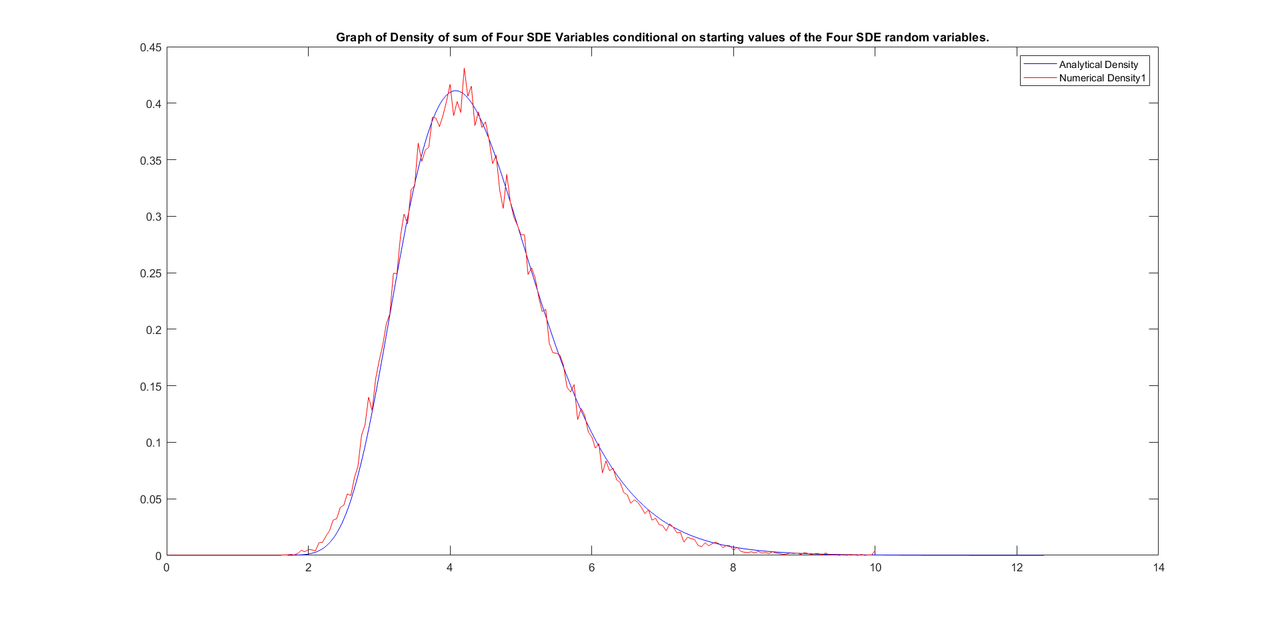 Graph of Density of sum of Four SDE Variables conditional on starting values of the Four SDE random variables.
Analytical Density
Numerical Density1
0.45
0.4
0.35
0.3
0.25
0.2
0.15
0.1
0.05
0
0 2 4 6 8 10 12 14